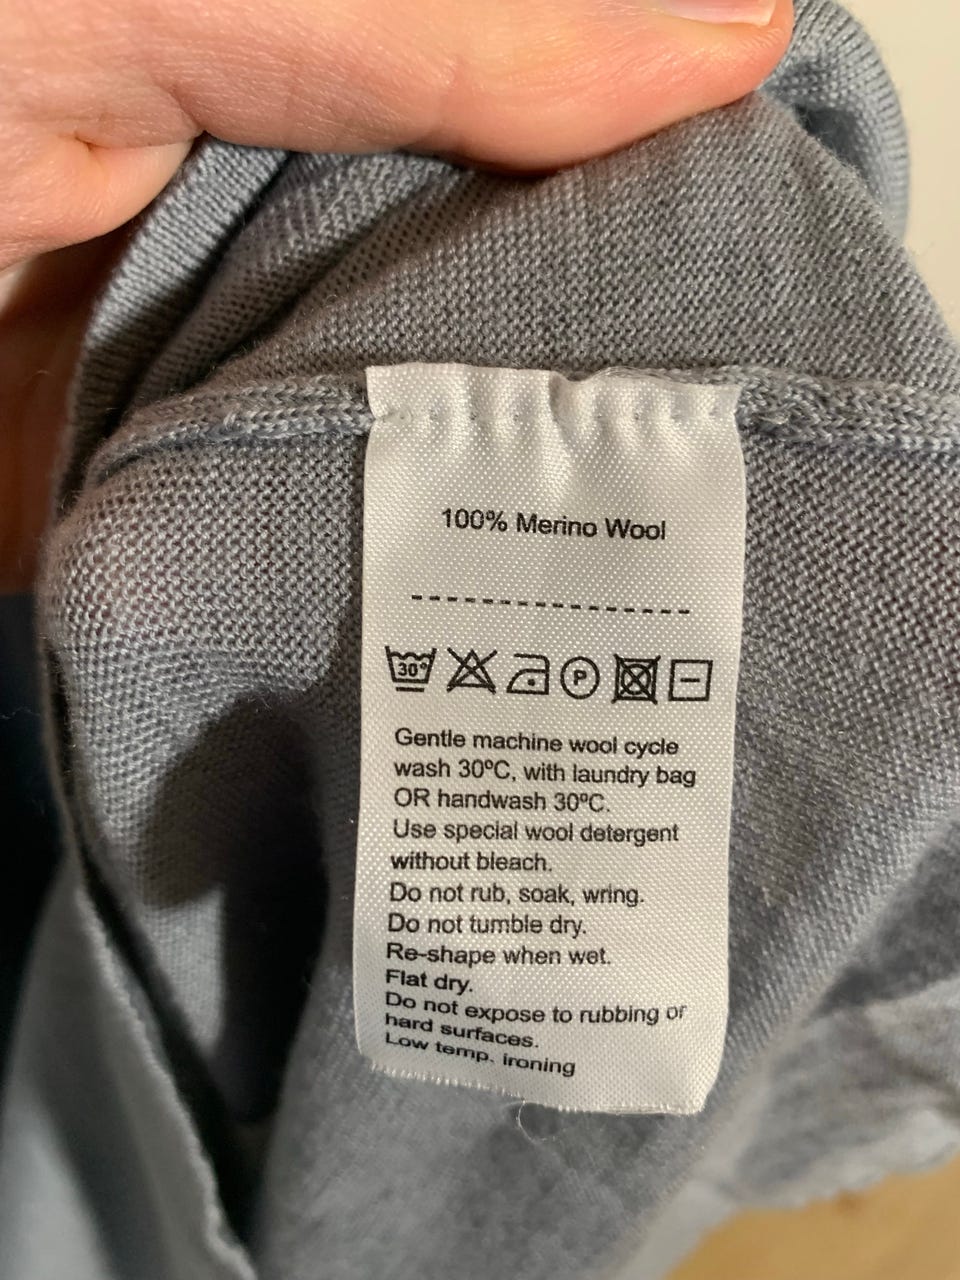 100% Merino Wool
30°
P
Gentle machine wool cycle
wash 30ºC, with laundry bag
OR handwash 30ºC.
Use special wool detergent
without bleach.
Do not rub, soak, wring.
Do not tumble dry.
Re-shape when wet.
Flat dry.
Do not expose to rubbing or
hard surfaces.
Low temp. ironing